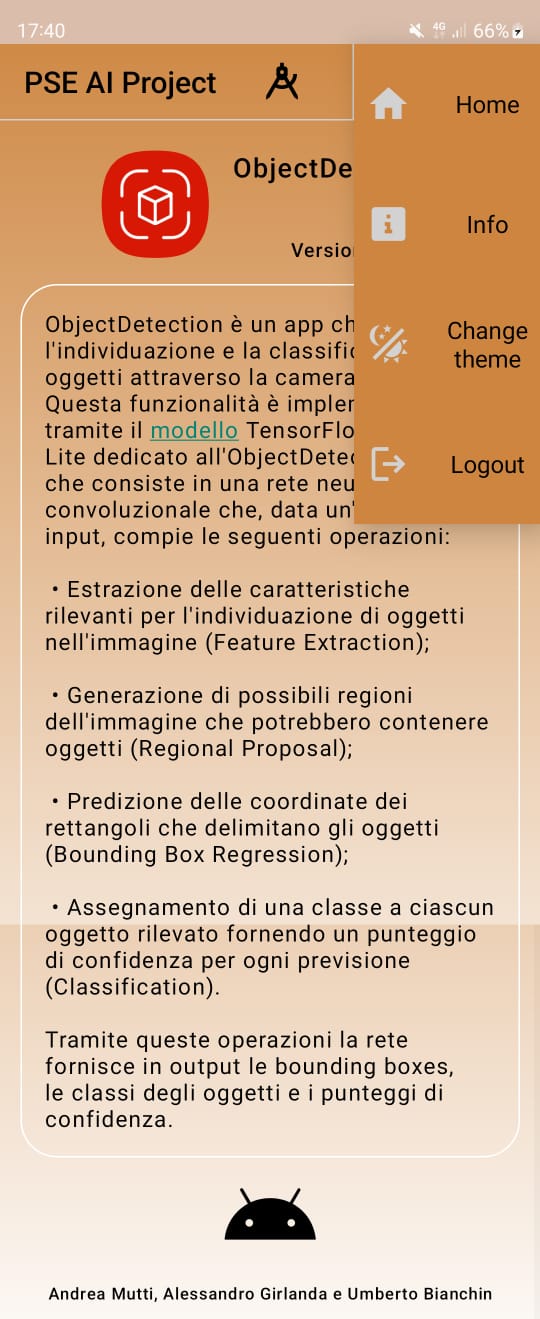 17:40
4G
66%
PSE AI Project
Home
ObjectDe
Info
Versio
ObjectDetection è un app ch
l'individuazione e la classific
Change
theme
oggetti attraverso la camera
Questa funzionalità è impler
tramite il modello TensorFlo
Lite dedicato all'ObjectDetec
Logout
che consiste in una rete neu
convoluzionale che, data un'
input, compie le seguenti operazioni:
• Estrazione delle caratteristiche
rilevanti per l'individuazione di oggetti
nell'immagine (Feature Extraction);
• Generazione di possibili regioni
dell'immagine che potrebbero contenere
oggetti (Regional Proposal);
• Predizione delle coordinate dei
rettangoli che delimitano gli oggetti
(Bounding Box Regression);
• Assegnamento di una classe a ciascun
oggetto rilevato fornendo un punteggio
di confidenza per ogni previsione
(Classification).
Tramite queste operazioni la rete
fornisce in output le bounding boxes,
le classi degli oggetti e i punteggi di
confidenza.
Andrea Mutti, Alessandro Girlanda e Umberto Bianchin